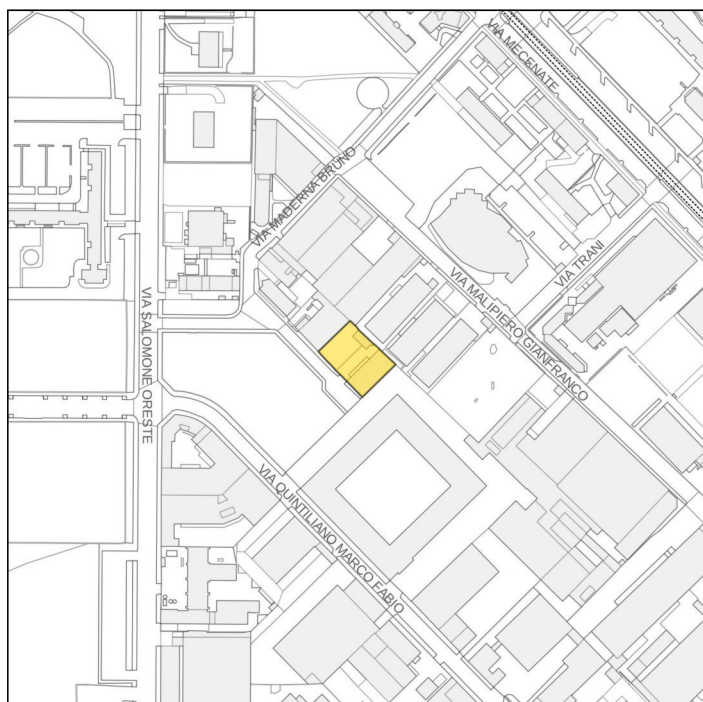 VIA MECENATE
VIA MADERNA BRUNO
VIA TRANI
VIA MALIPIERO GIANFRANCO
VIA SALOMONE ORESTE
VIA QUINTILIANO MARCO FABIO